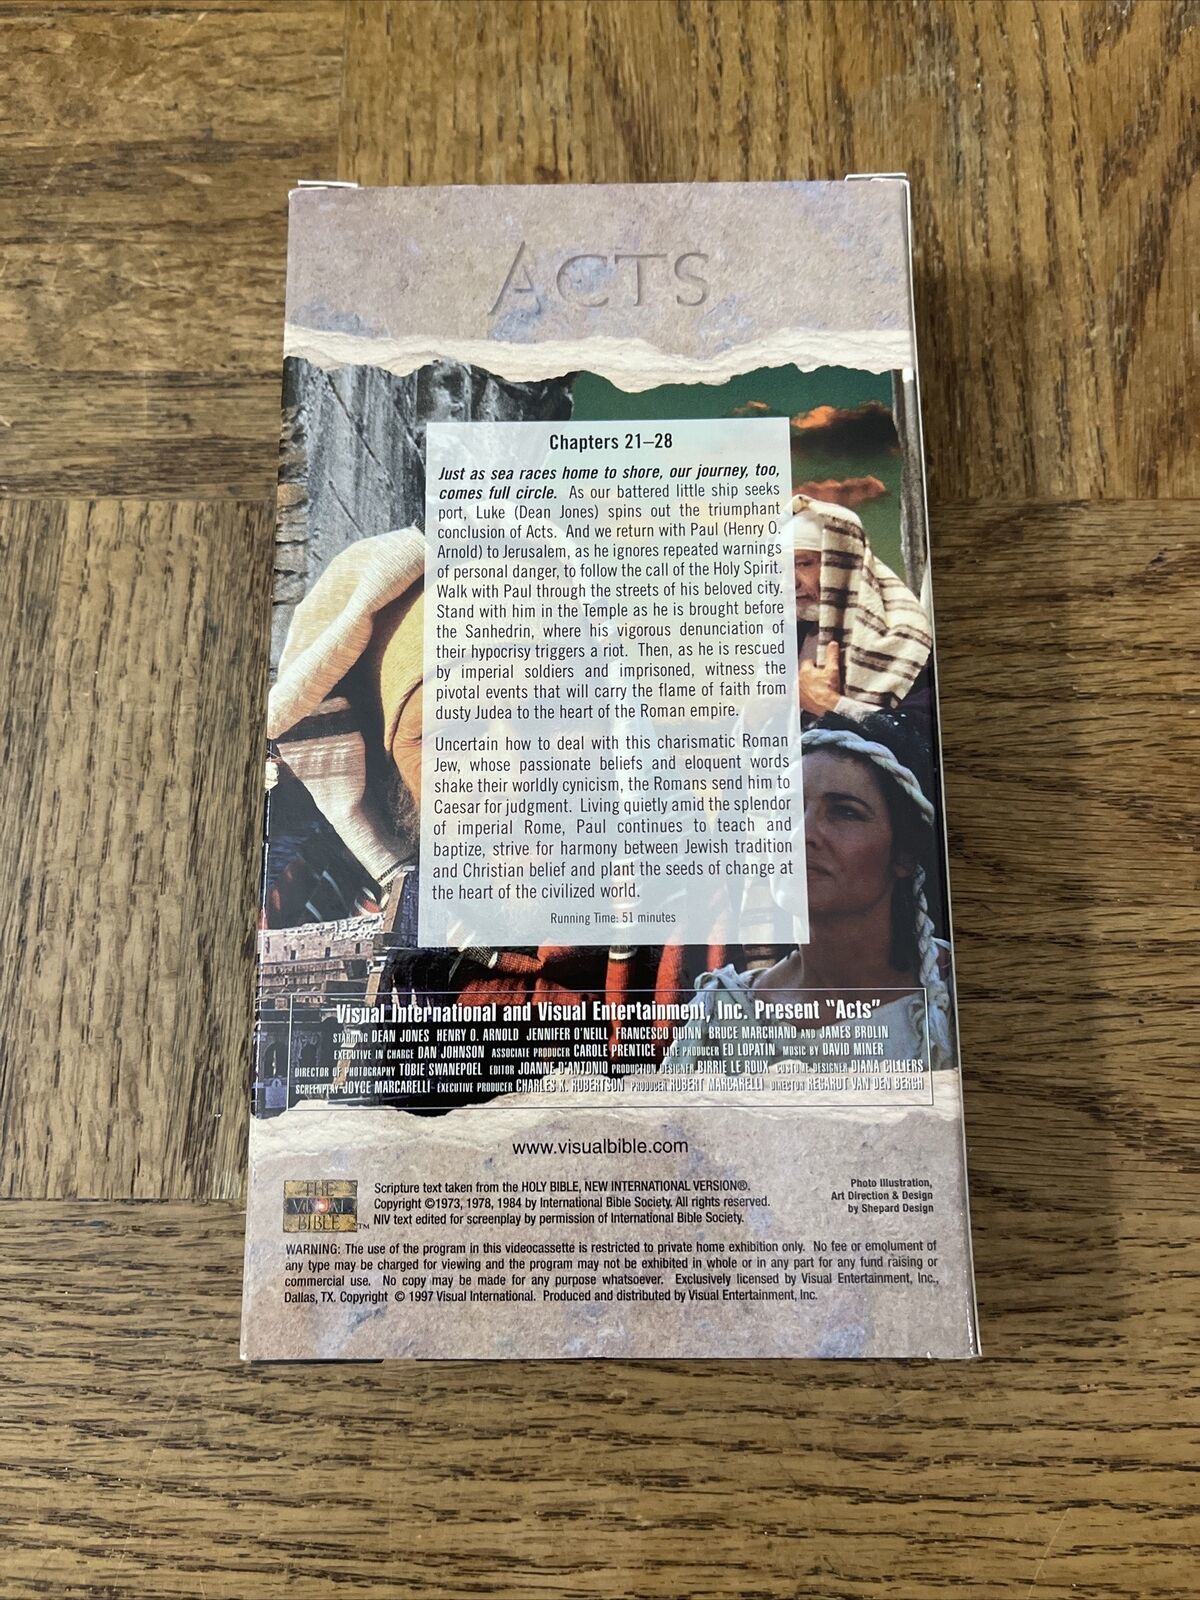 ACTS
Chapters 21–28
Just as sea races home to shore, our journey, too,
comes full circle. As our battered little ship seeks
port, Luke (Dean Jones) spins out the triumphant
conclusion of Acts. And we return with Paul (Henry O.
Arnold) to Jerusalem, as he ignores repeated warnings
of personal danger, to follow the call of the Holy Spirit.
Walk with Paul through the streets of his beloved city.
Stand with him in the Temple as he is brought before
the Sanhedrin, where his vigorous denunciation of
their hypocrisy triggers a riot. Then, as he is rescued
by imperial soldiers and imprisoned, witness the
pivotal events that will carry the flame of faith from
dusty Judea to the heart of the Roman empire.
Uncertain how to deal with this charismatic Roman
Jew, whose passionate beliefs and eloquent words
shake their worldly cynicism, the Romans send him to
Caesar for judgment. Living quietly amid the splendor
of imperial Rome, Paul continues to teach and
baptize, strive for harmony between Jewish tradition
and Christian belief and plant the seeds of change at
the heart of the civilized world.
Running Time: 51 minutes
Visual International and Visual Entertainment, Inc. Present "Acts"
STARRING DEAN JONES HENRY O. ARNOLD JENNIFER O'NEILL FRANCESCO QUINN BRUCE MARCHIANO AND JAMES BROLIN
EXECUTIVE IN CHARGE DAN JOHNSON ASSOCIATE PRODUCER CAROLE PRENTICE LINE PRODUCER ED LOPATIN MUSIC BY DAVID MINER
DIRECTOR OF PHOTOGRAPHY TOBIE SWANEPOEL EDITOR JOANNE D'ANTONIO PRODUCTION DESIGNER BIRRIE LE ROUX COSTUME DESIGNER DIANA CILLIERS
SCREENPLAY JOYCE MARCARELLI EXECUTIVE PRODUCER CHARLES K. ROBERTSON PRODUCER ROBERT MARCARELLI DIRECTOR REGARDT VAN DEN BERGH
www.visualbible.com
THE
VISUAL
BIBLE TM
Scripture text taken from the HOLY BIBLE, NEW INTERNATIONAL VERSION®.
Copyright ©1973, 1978, 1984 by International Bible Society. All rights reserved.
NIV text edited for screenplay by permission of International Bible Society.
Photo Illustration,
Art Direction & Design
by Shepard Design
WARNING: The use of the program in this videocassette is restricted to private home exhibition only. No fee or emolument of
any type may be charged for viewing and the program may not be exhibited in whole or in any part for any fund raising or
commercial use. No copy may be made for any purpose whatsoever. Exclusively licensed by Visual Entertainment, Inc.,
Dallas, TX. Copyright © 1997 Visual International. Produced and distributed by Visual Entertainment, Inc.